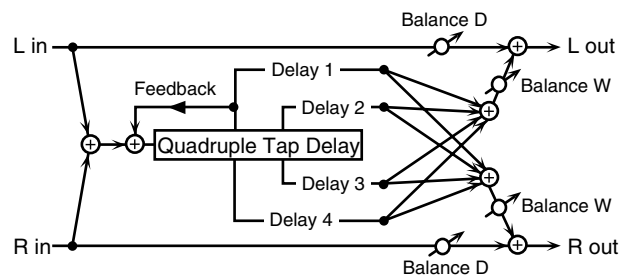 Balance D
L in
L out
Delay 1
Feedback
Balance W
Delay 2
Quadruple Tap Delay
Delay 3
Delay 4
Balance W
R in
R out
Balance D